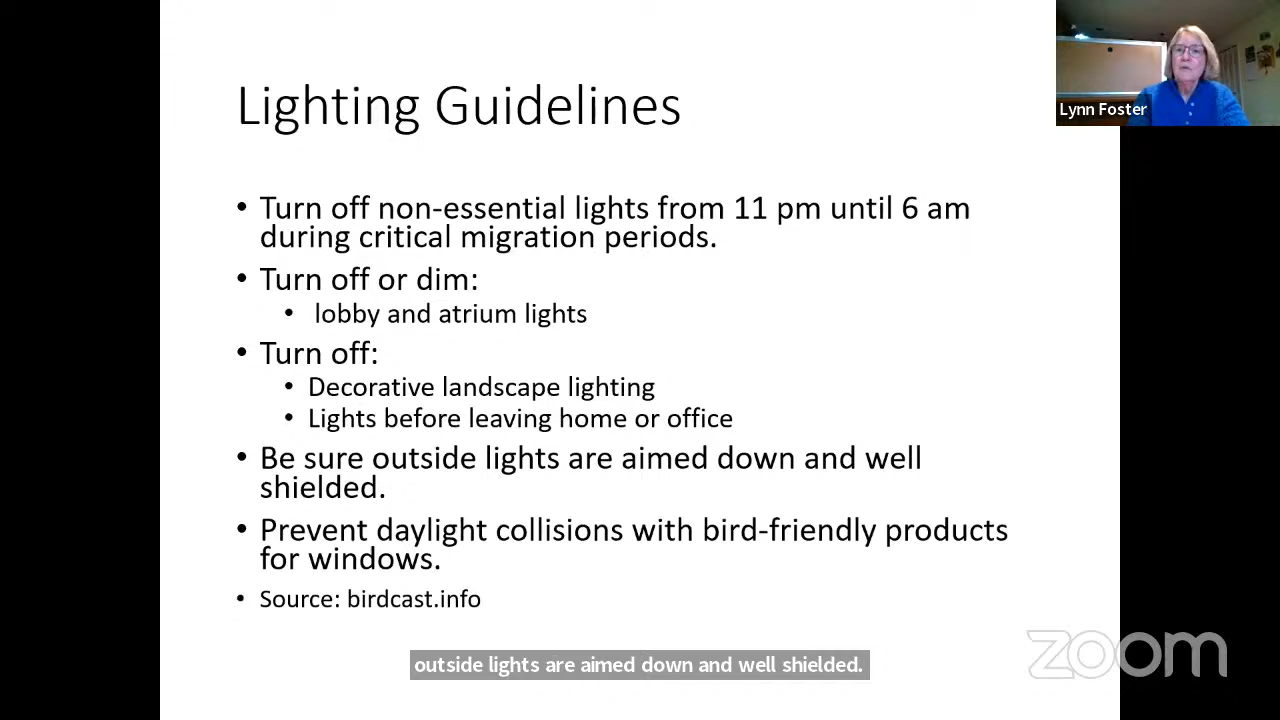 Lighting Guidelines
Lynn Foster
• Turn off non-essential lights from 11 pm until 6 am
during critical migration periods.
• Turn off or dim:
• lobby and atrium lights
• Turn off:
• Decorative landscape lighting
• Lights before leaving home or office
• Be sure outside lights are aimed down and well
shielded.
• Prevent daylight collisions with bird-friendly products
for windows.
• Source: birdcast.info
zoom
outside lights are aimed down and well shielded.